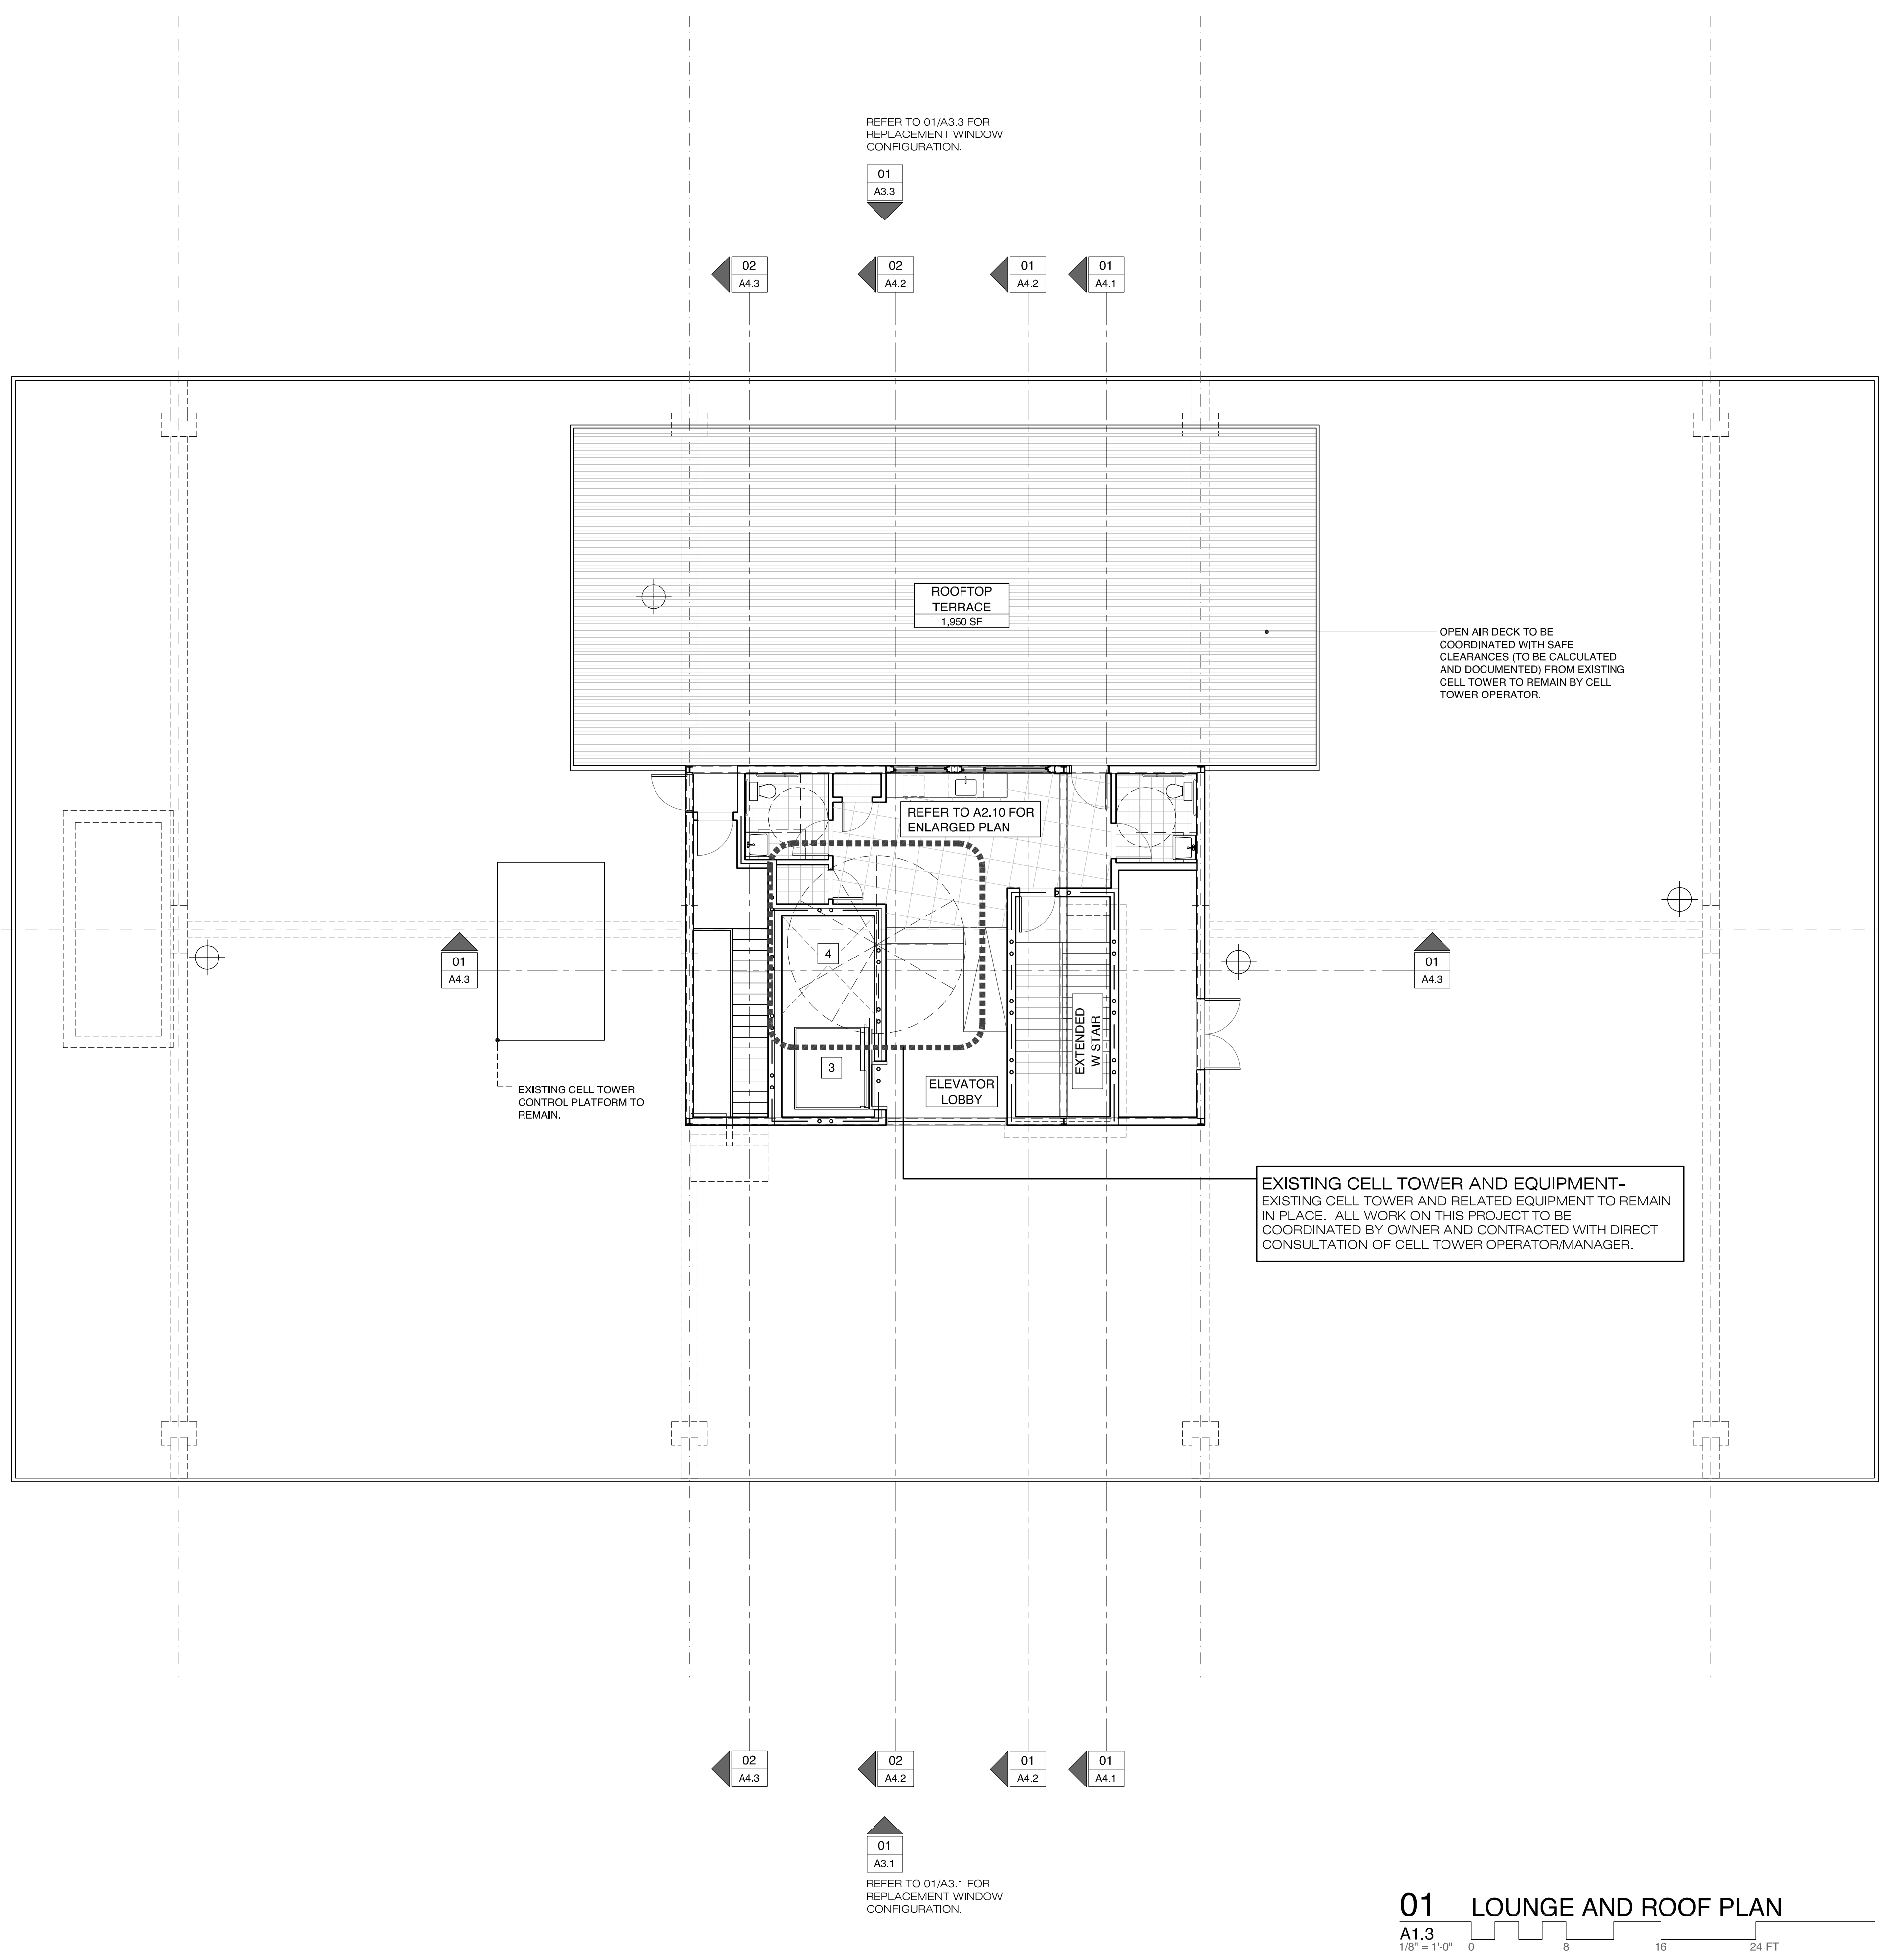 REFER TO 01/A3.3 FOR
REPLACEMENT WINDOW
CONFIGURATION.
01
A3.3
02
A4.3
02
A4.2
01
A4.2
01
A4.1
ROOFTOP
TERRACE
1,950 SF
OPEN AIR DECK TO BE
COORDINATED WITH SAFE
CLEARANCES (TO BE CALCULATED
AND DOCUMENTED) FROM EXISTING
CELL TOWER TO REMAIN BY CELL
TOWER OPERATOR.
REFER TO A2.10 FOR
ENLARGED PLAN
4
01
A4.3
01
A4.3
EXTENDED
W STAIR
3
ELEVATOR
LOBBY
EXISTING CELL TOWER
CONTROL PLATFORM TO
REMAIN.
EXISTING CELL TOWER AND EQUIPMENT-
EXISTING CELL TOWER AND RELATED EQUIPMENT TO REMAIN
IN PLACE. ALL WORK ON THIS PROJECT TO BE
COORDINATED BY OWNER AND CONTRACTED WITH DIRECT
CONSULTATION OF CELL TOWER OPERATOR/MANAGER.
02
A4.3
02
A4.2
01
A4.2
01
A4.1
01
A3.1
REFER TO 01/A3.1 FOR
REPLACEMENT WINDOW
CONFIGURATION.
01 LOUNGE AND ROOF PLAN
A1.3
1/8" = 1'-0" 0 8 16 24 FT